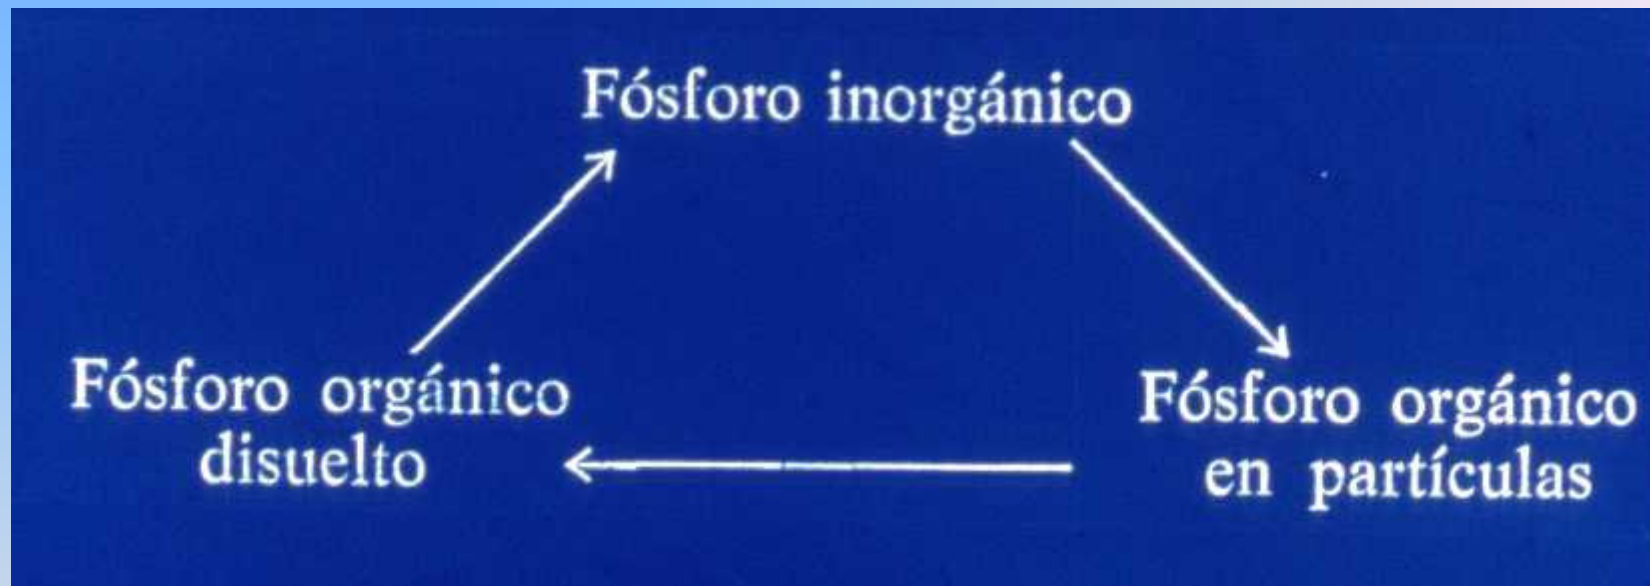 Fósforo inorgánico
Fósforo orgánico
disuelto
Fósforo orgánico
en partículas